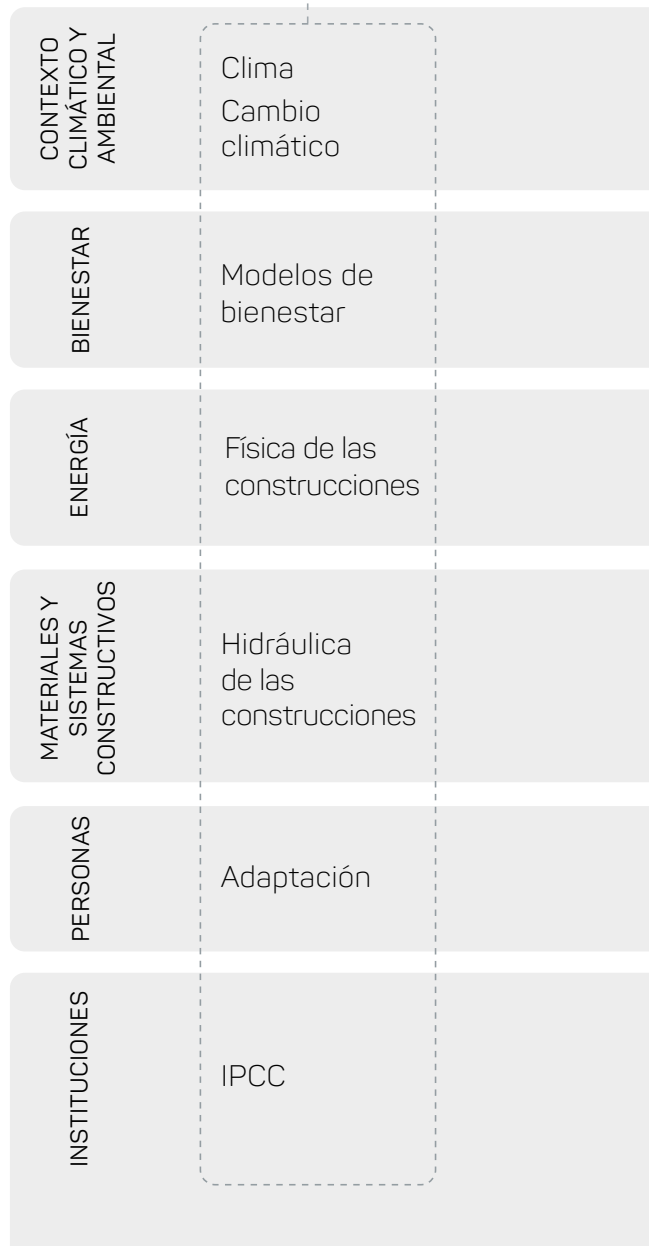 CONTEXTO
CLIMÁTICO Y
AMBIENTAL
Clima
Cambio
climático
BIENESTAR
Modelos de
bienestar
ENERGÍA
Física de las
construcciones
MATERIALES Y
SISTEMAS
CONSTRUCTIVOS
Hidráulica
de las
construcciones
PERSONAS
Adaptación
INSTITUCIONES
IPCC